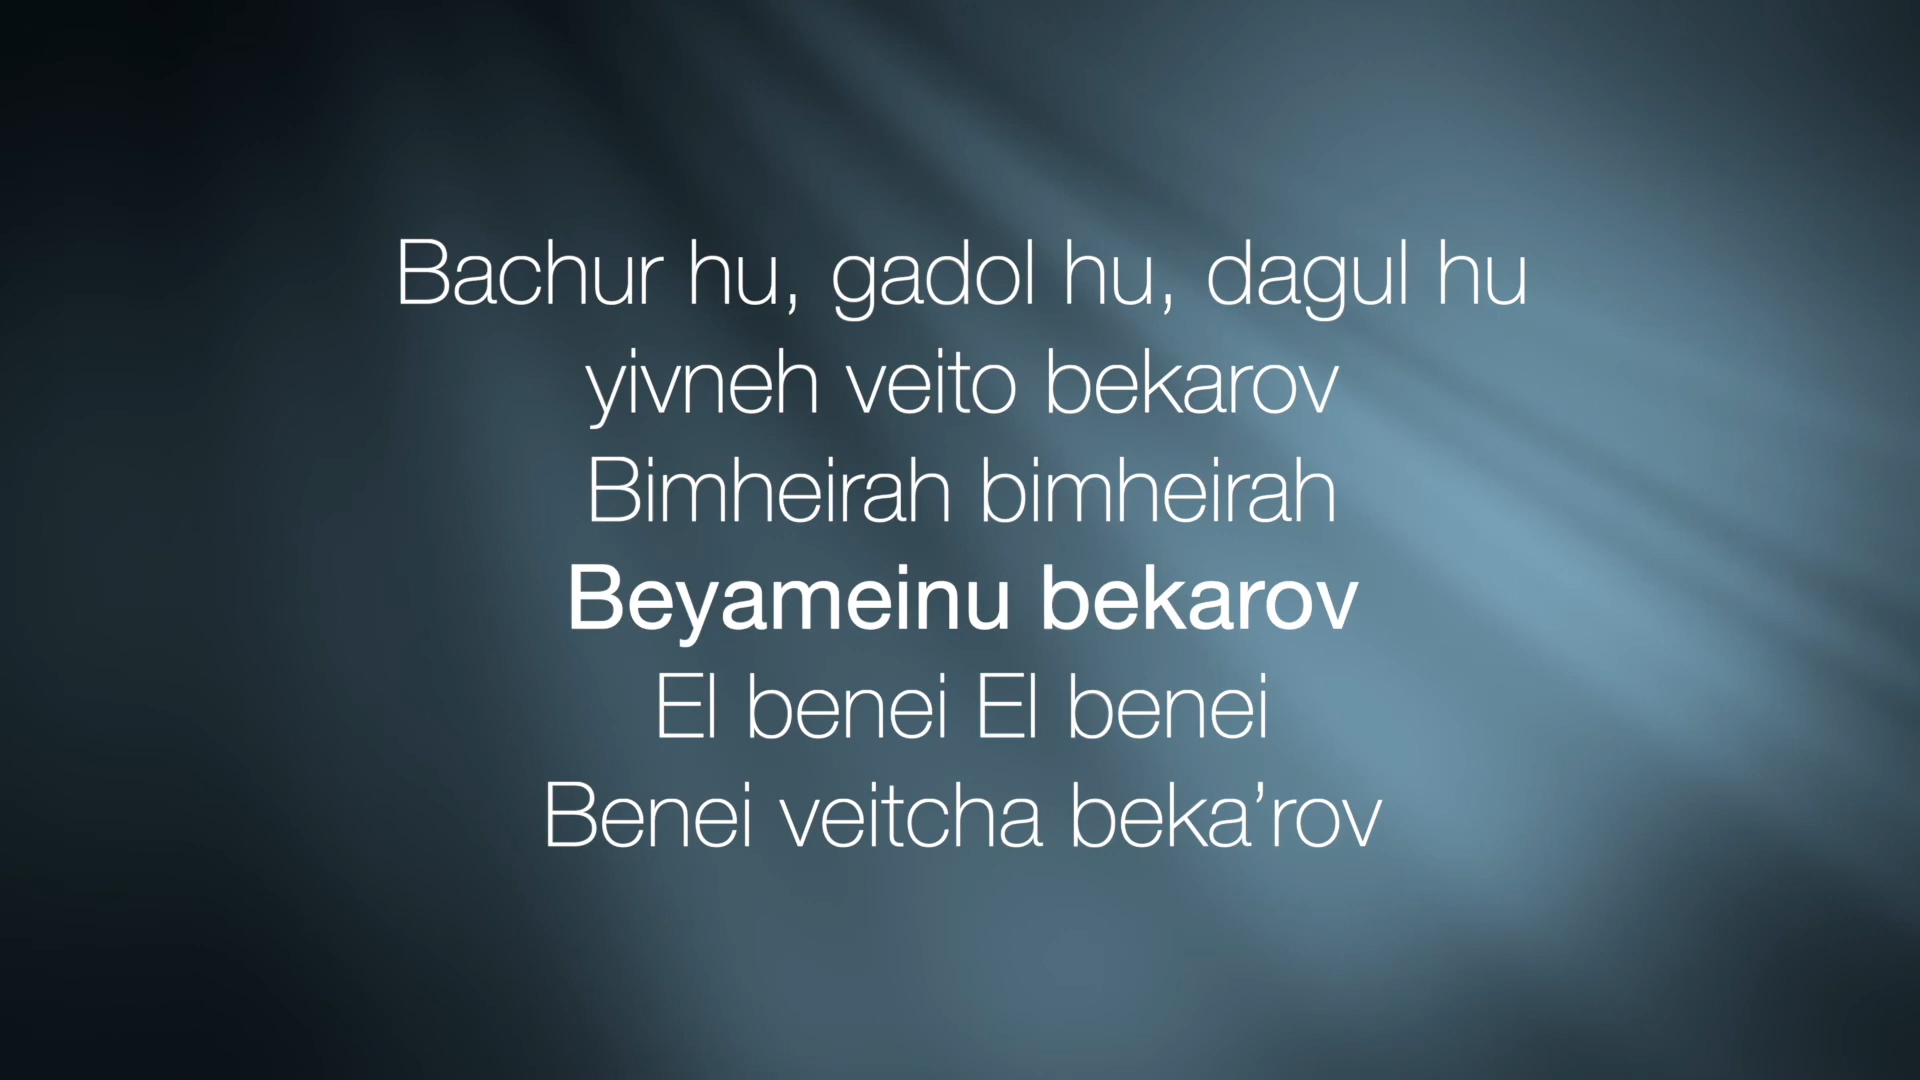 Bachur hu, gadol hu, dagul hu
yivneh veito bekarov
Bimheirah bimheirah
Beyameinu bekarov
El benei El benei
Benei veitcha beka’rov